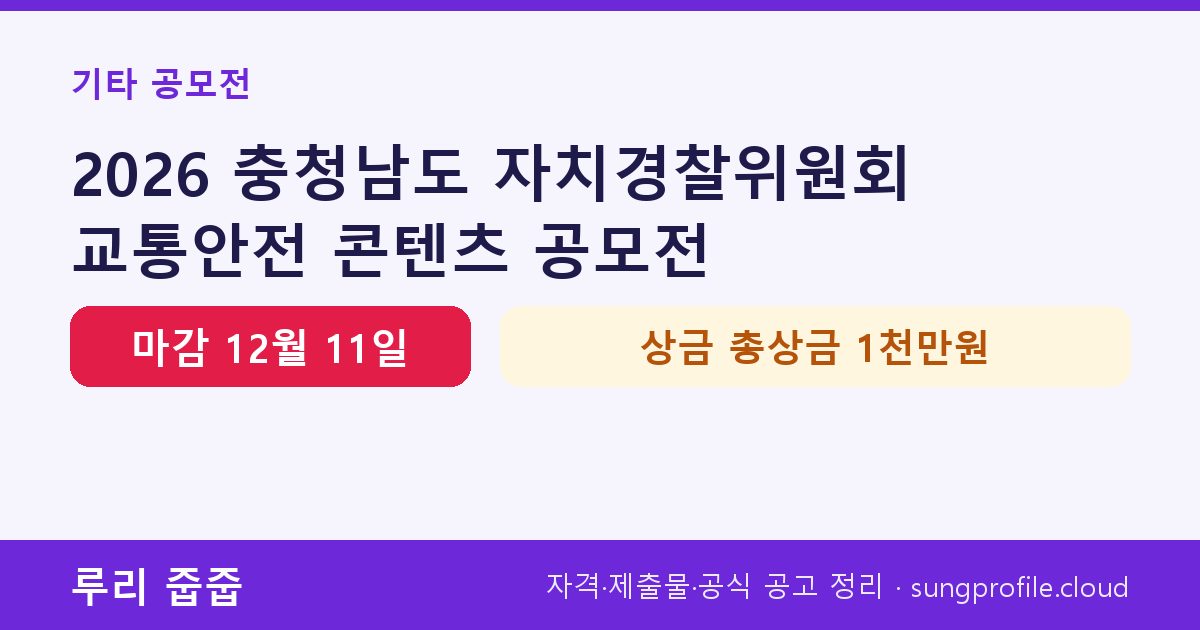 기타 공모전
2026 충청남도 자치경찰위원회
교통안전 콘텐츠 공모전
마감 12월 11일
상금 총상금 1천만원
루리 줍줍
자격·제출물·공식 공고 정리 · sungprofile.cloud